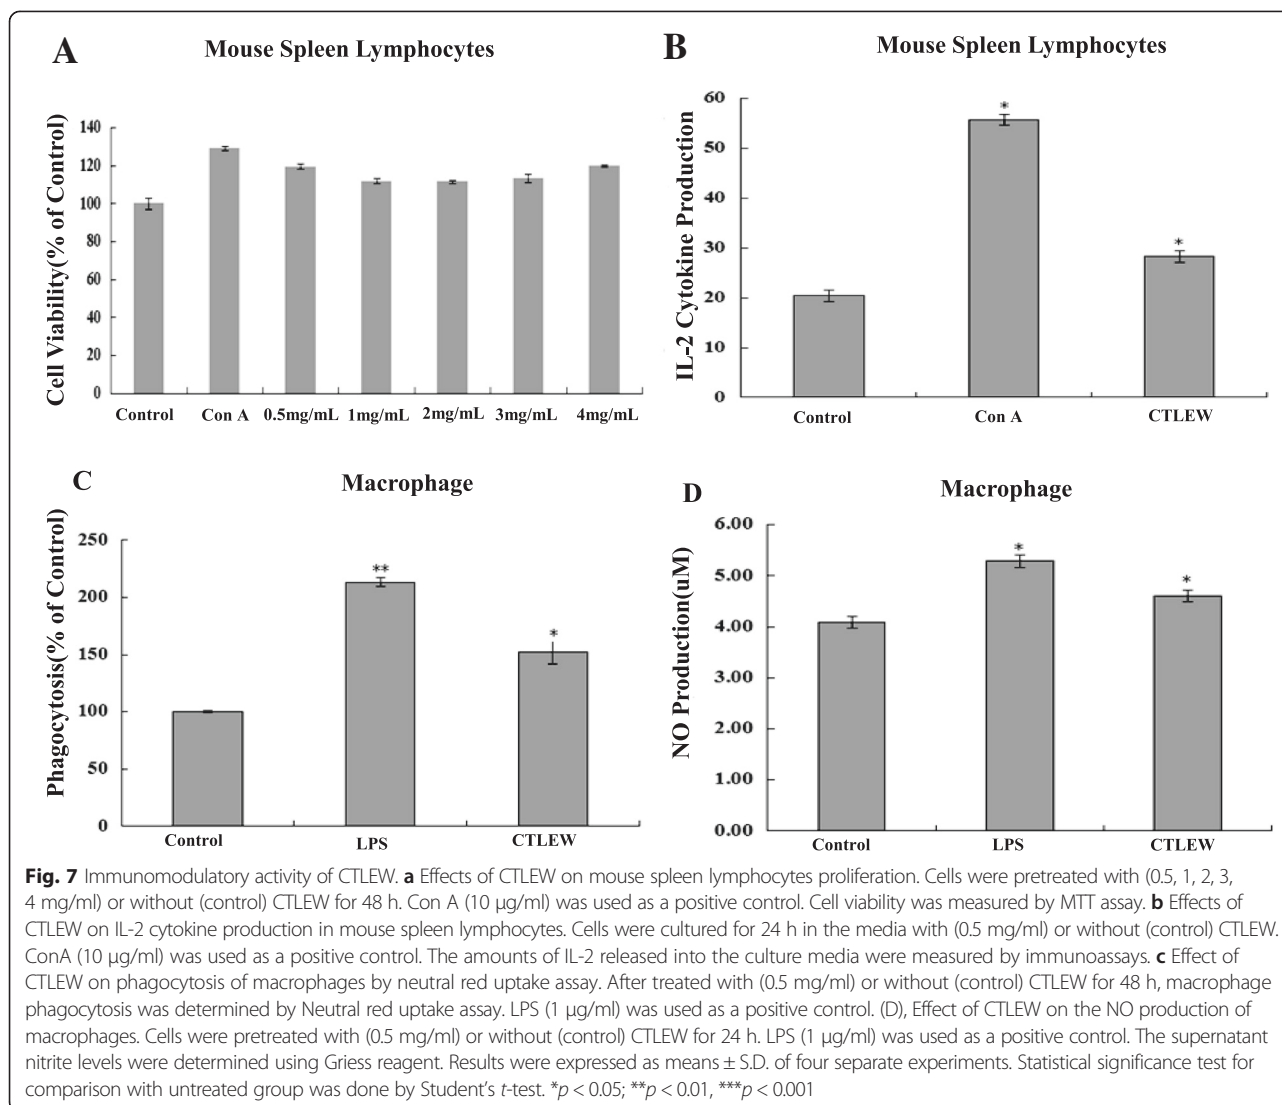 A
Mouse Spleen Lymphocytes
Cell Viability(% of Control)
140
120
100
80
60
40
20
0
Control Con A 0.5mg/mL 1mg/mL 2mg/mL 3mg/mL 4mg/mL
B
Mouse Spleen Lymphocytes
IL-2 Cytokine Production
60
50
40
30
20
10
0
*
*
Control Con A CTLEW
C
Macrophage
Phagocytosis(% of Control)
250
200
150
100
50
0
**
*
Control LPS CTLEW
D
Macrophage
NO Production(uM)
6.00
5.00
4.00
3.00
2.00
1.00
0.00
*
*
Control LPS CTLEW
Fig. 7 Immunomodulatory activity of CTLEW. a Effects of CTLEW on mouse spleen lymphocytes proliferation. Cells were pretreated with (0.5, 1, 2, 3,
4 mg/ml) or without (control) CTLEW for 48 h. Con A (10 μg/ml) was used as a positive control. Cell viability was measured by MTT assay. b Effects of
CTLEW on IL-2 cytokine production in mouse spleen lymphocytes. Cells were cultured for 24 h in the media with (0.5 mg/ml) or without (control) CTLEW.
ConA (10 μg/ml) was used as a positive control. The amounts of IL-2 released into the culture media were measured by immunoassays. c Effect of
CTLEW on phagocytosis of macrophages by neutral red uptake assay. After treated with (0.5 mg/ml) or without (control) CTLEW for 48 h, macrophage
phagocytosis was determined by Neutral red uptake assay. LPS (1 μg/ml) was used as a positive control. (D), Effect of CTLEW on the NO production of
macrophages. Cells were pretreated with (0.5 mg/ml) or without (control) CTLEW for 24 h. LPS (1 μg/ml) was used as a positive control. The supernatant
nitrite levels were determined using Griess reagent. Results were expressed as means ± S.D. of four separate experiments. Statistical significance test for
comparison with untreated group was done by Student's t-test. *p < 0.05; **p < 0.01, ***p < 0.001